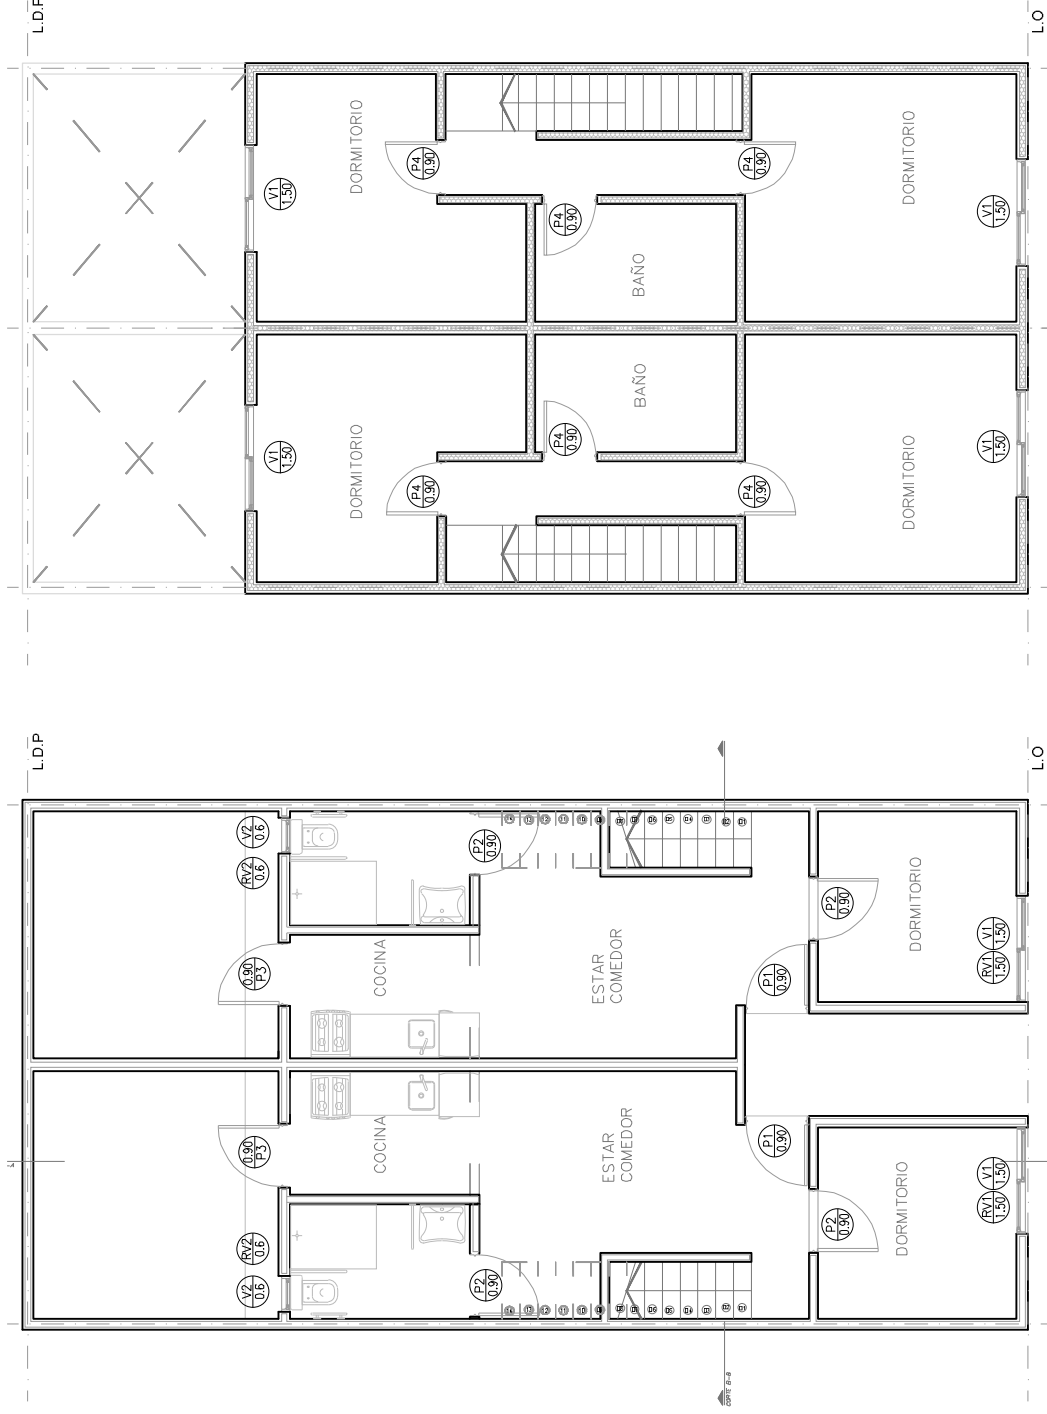 L.D.P
L.O
DORMITORIO
DORMITORIO
P4
0.90
P4
0.90
V1
1.50
V1
1.50
P4
0.90
BAÑO
BAÑO
P4
0.90
V1
1.50
V1
1.50
DORMITORIO
DORMITORIO
P4
0.90
P4
0.90
L.D.P
L.O
V2
0.6
RV2
0.6
P2
0.90
DORMITORIO
P2
0.90
COCINA
ESTAR
COMEDOR
V1
1.50
RV1
1.50
0.90
P3
P1
0.90
0.90
P3
COCINA
ESTAR
COMEDOR
P1
0.90
V1
1.50
RV1
1.50
DORMITORIO
P2
0.90
RV2
0.6
V2
0.6
P2
0.90
CORTE B-B